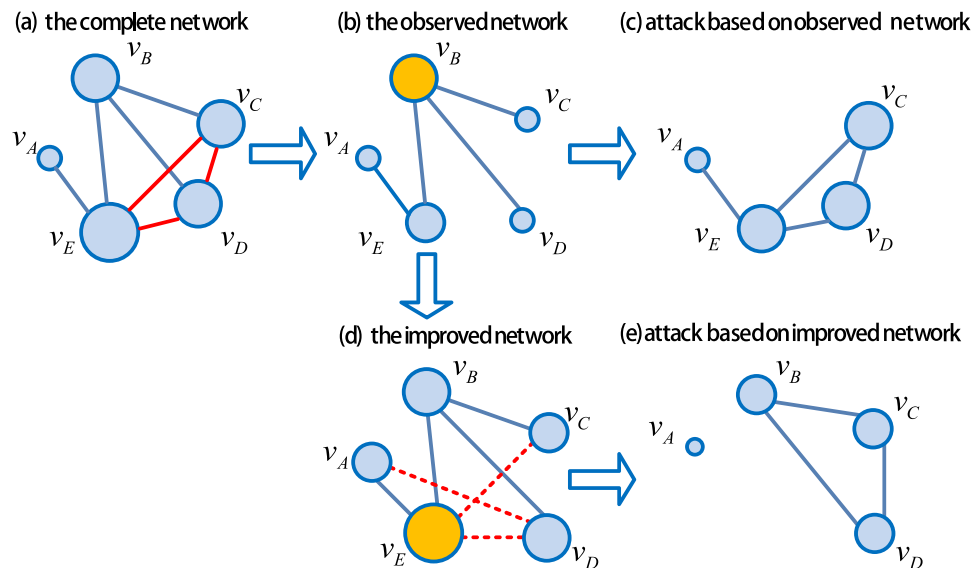 (a) the complete network
(b) the observed network
(c) attack based on observed network
v_B
v_C
v_A
v_E
v_D
v_B
v_C
v_A
v_E
v_D
v_C
v_A
v_E
v_D
(d) the improved network
(e) attack based on improved network
v_B
v_C
v_A
v_E
v_D
v_B
v_C
v_A
v_D